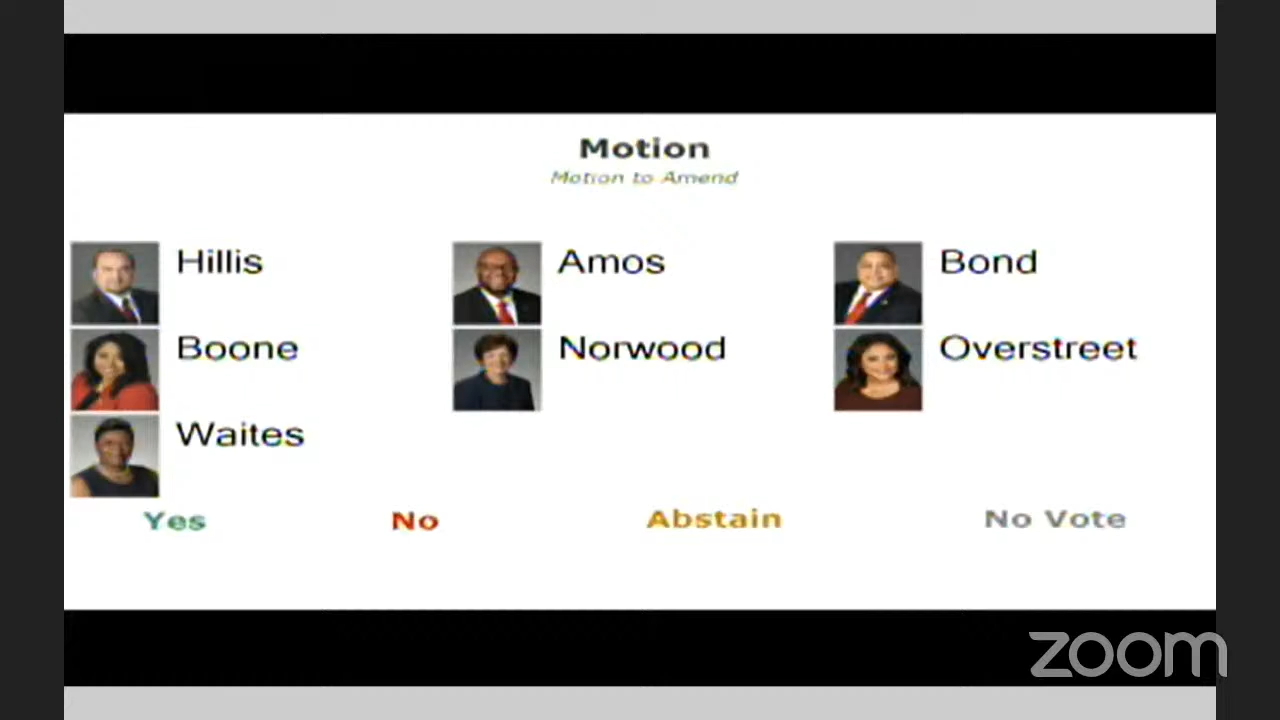 Motion
Motion to Amend
Hillis Amos Bond
Boone Norwood Overstreet
Waites
Yes No Abstain No Vote
zoom